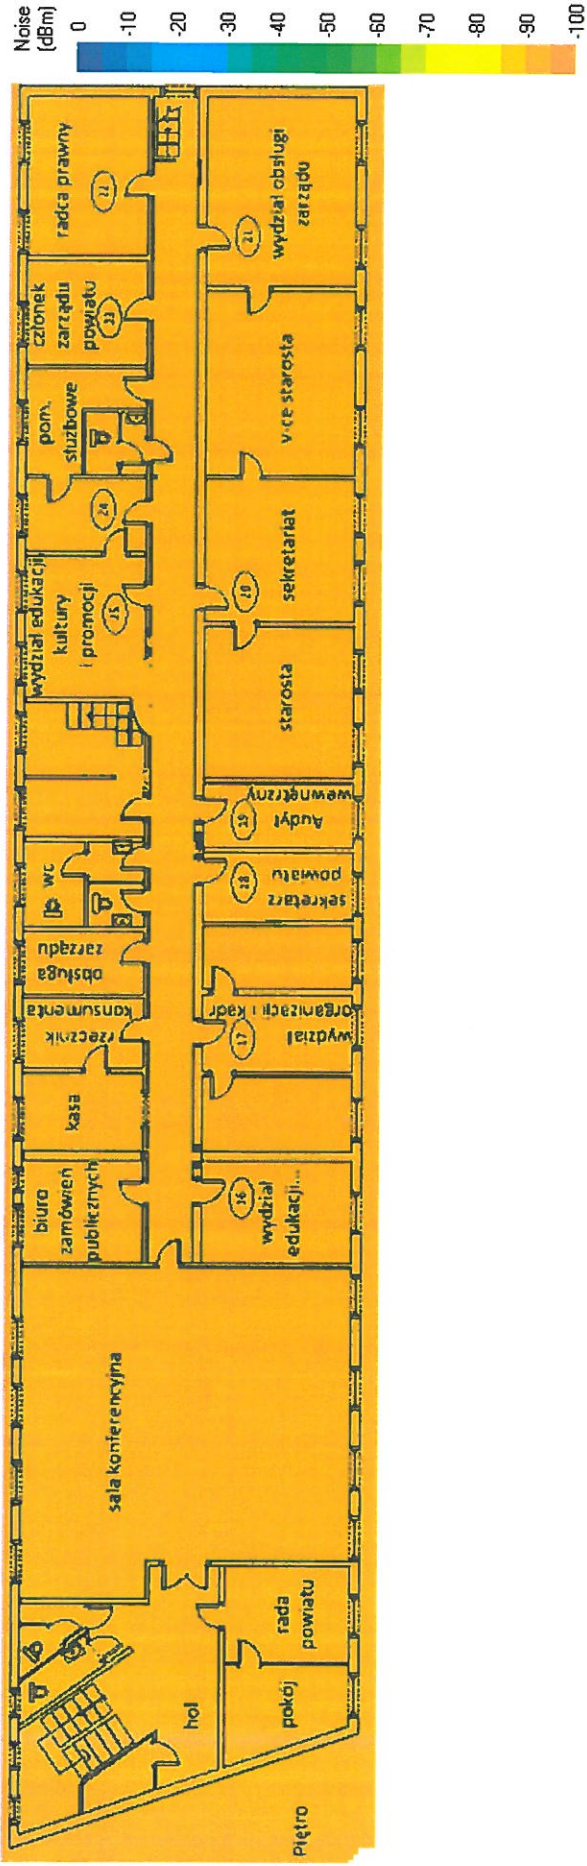 Noise
[dBm]
0
-10
-20
-30
-40
-50
-60
-70
-80
-90
-100
radca prawny
22
członek
zarządu
powiatu
23
pom.
służbowe
24
wydział edukacji
kultury
i promocji
25
wc
obsługa
zarządu
rzecznik
konsumenta
kasa
biuro
zamówień
publicznych
sala konferencyjna
hol
pokój
rada
powiatu
16
wydział
edukacji...
17
wydział
organizacji i kadr
18
sekretarz
powiatu
19
Audyt
wewnętrzny
starosta
20
sekretariat
v-ce starosta
21
wydział obsługi
zarządu
Piętro